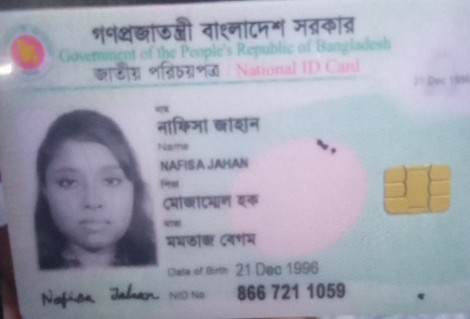 গণপ্রজাতন্ত্রী বাংলাদেশ সরকার
Government of the People's Republic of Bangladesh
জাতীয় পরিচয়পত্র / National ID Card
21 Dec 1996
নাম
নাফিসা জাহান
Name
NAFISA JAHAN
পিতা
মোজাম্মেল হক
মাতা
মমতাজ বেগম
Date of Birth 21 Dec 1996
Nafisa Jahan NID No. 866 721 1059